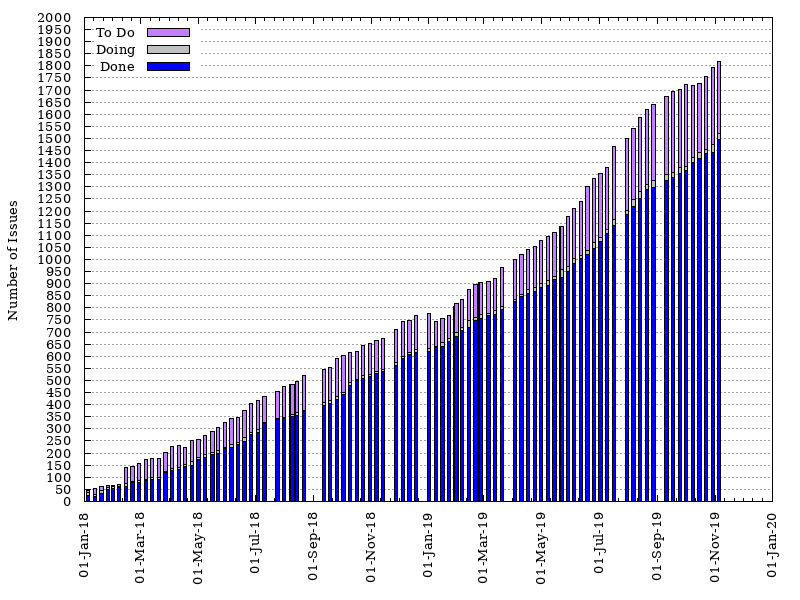 2000
1950
1900
1850
1800
1750
1700
1650
1600
1550
1500
1450
1400
1350
1300
1250
1200
1150
1100
1050
1000
950
900
850
800
750
700
650
600
550
500
450
400
350
300
250
200
150
100
50
0
Number of Issues
To Do
Doing
Done
01-Jan-18
01-Mar-18
01-May-18
01-Jul-18
01-Sep-18
01-Nov-18
01-Jan-19
01-Mar-19
01-May-19
01-Jul-19
01-Sep-19
01-Nov-19
01-Jan-20